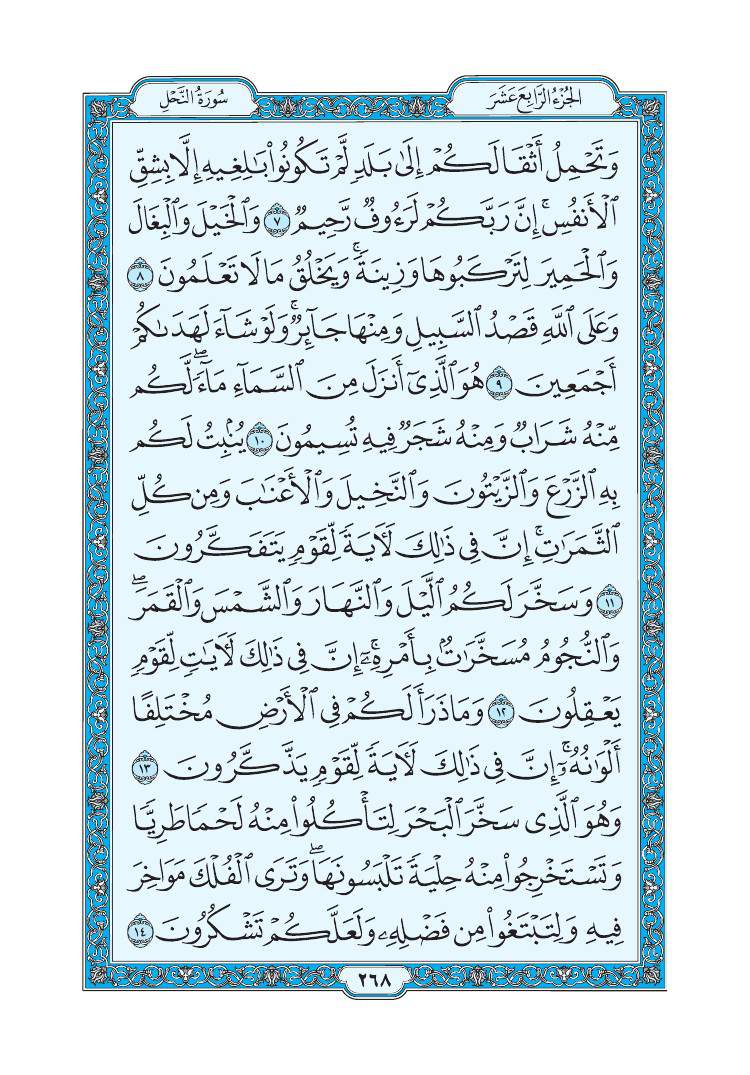 الجُزْءُ الرَّابِعَ عَشَرَ
سُورَةُ النَّحْلِ
وَتَحْمِلُ أَثْقَالَكُمْ إِلَىٰ بَلَدٍ لَّمْ تَكُونُوا۟ بَٰلِغِيهِ إِلَّا بِشِقِّ
ٱلْأَنفُسِ ۚ إِنَّ رَبَّكُمْ لَرَءُوفٌ رَّحِيمٌ ٧ وَٱلْخَيْلَ وَٱلْبِغَالَ
وَٱلْحَمِيرَ لِتَرْكَبُوهَا وَزِينَةً ۚ وَيَخْلُقُ مَا لَا تَعْلَمُونَ ٨
وَعَلَى ٱللَّهِ قَصْدُ ٱلسَّبِيلِ وَمِنْهَا جَآئِرٌ ۚ وَلَوْ شَآءَ لَهَدَىٰكُمْ
أَجْمَعِينَ ٩ هُوَ ٱلَّذِىٓ أَنزَلَ مِنَ ٱلسَّمَآءِ مَآءً ۖ لَّكُم
مِّنْهُ شَرَابٌ وَمِنْهُ شَجَرٌ فِيهِ تُسِيمُونَ ١٠ يُنۢبِتُ لَكُم
بِهِ ٱلزَّرْعَ وَٱلزَّيْتُونَ وَٱلنَّخِيلَ وَٱلْأَعْنَٰبَ وَمِن كُلِّ
ٱلثَّمَرَٰتِ ۗ إِنَّ فِى ذَٰلِكَ لَءَايَةً لِّقَوْمٍ يَتَفَكَّرُونَ
١١ وَسَخَّرَ لَكُمُ ٱلَّيْلَ وَٱلنَّهَارَ وَٱلشَّمْسَ وَٱلْقَمَرَ ۖ
وَٱلنُّجُومُ مُسَخَّرَٰتٌۢ بِأَمْرِهِۦٓ ۗ إِنَّ فِى ذَٰلِكَ لَءَايَٰتٍ لِّقَوْمٍ
يَعْقِلُونَ ١٢ وَمَا ذَرَأَ لَكُمْ فِى ٱلْأَرْضِ مُخْتَلِفًا
أَلْوَٰنُهُۥٓ ۗ إِنَّ فِى ذَٰلِكَ لَءَايَةً لِّقَوْمٍ يَذَّكَّرُونَ ١٣
وَهُوَ ٱلَّذِى سَخَّرَ ٱلْبَحْرَ لِتَأْكُلُوا۟ مِنْهُ لَحْمًا طَرِيًّا
وَتَسْتَخْرِجُوا۟ مِنْهُ حِلْيَةً تَلْبَسُونَهَا ۖ وَتَرَى ٱلْفُلْكَ مَوَاخِرَ
فِيهِ وَلِتَبْتَغُوا۟ مِن فَضْلِهِۦ وَلَعَلَّكُمْ تَشْكُرُونَ ١٤
٢٦٨